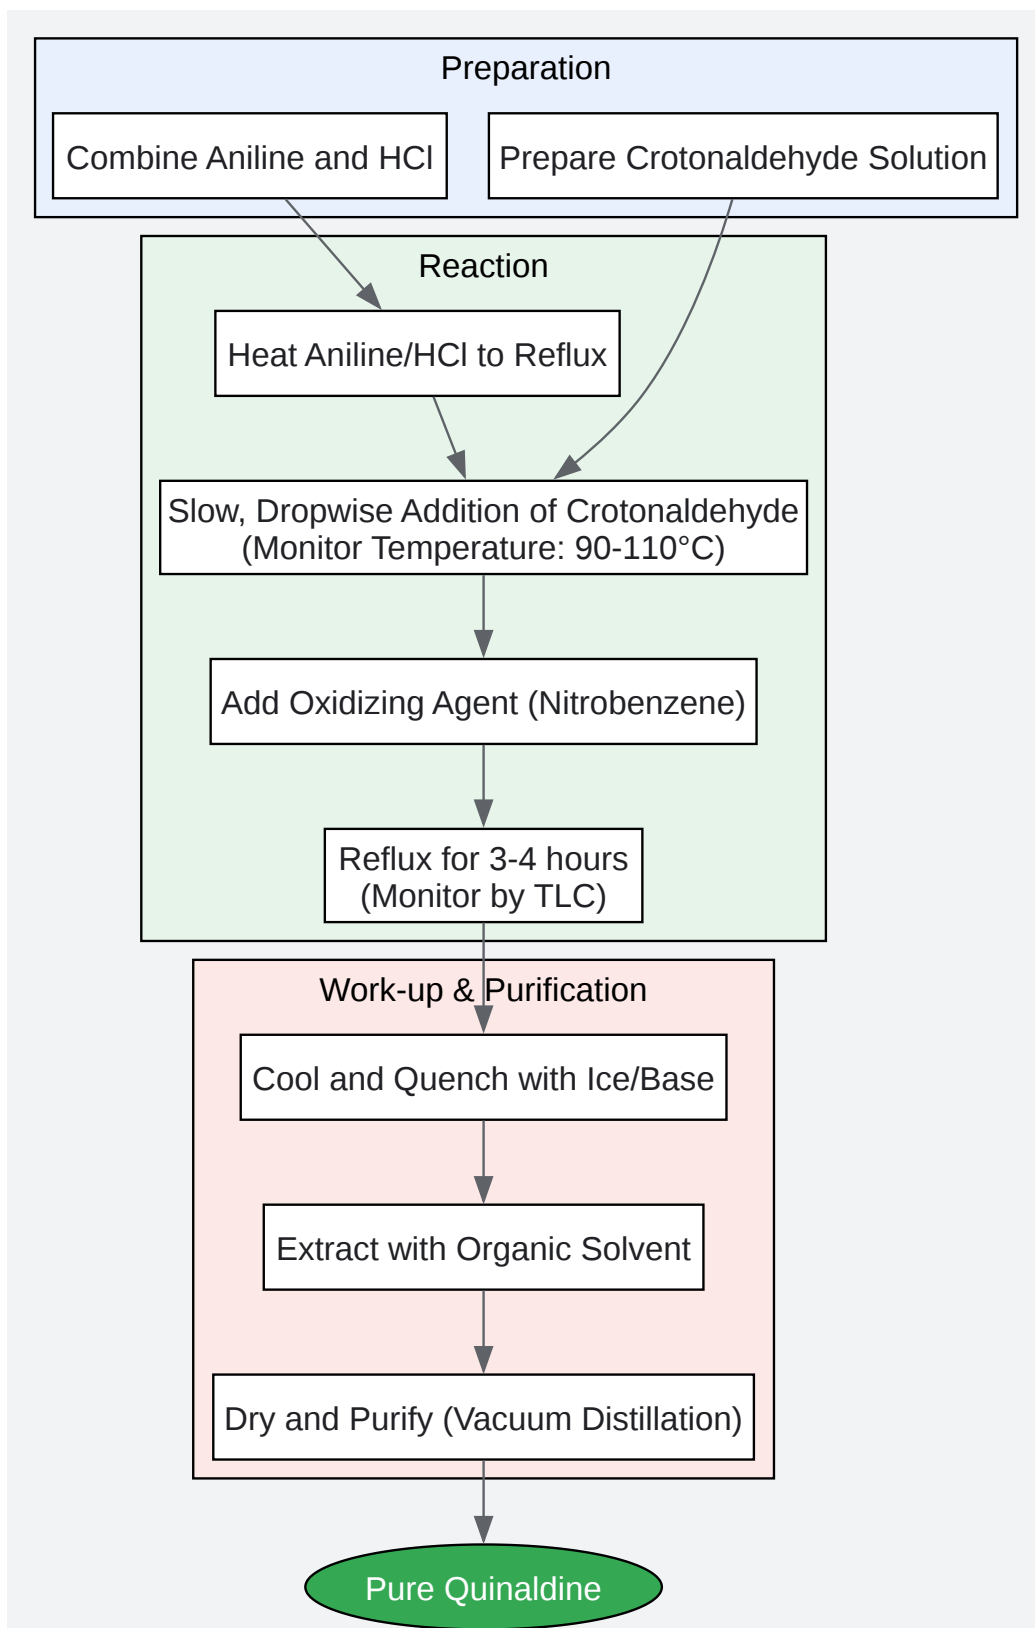 Preparation
Combine Aniline and HCl
Prepare Crotonaldehyde Solution
Reaction
Heat Aniline/HCl to Reflux
Slow, Dropwise Addition of Crotonaldehyde
(Monitor Temperature: 90-110°C)
Add Oxidizing Agent (Nitrobenzene)
Reflux for 3-4 hours
(Monitor by TLC)
Work-up & Purification
Cool and Quench with Ice/Base
Extract with Organic Solvent
Dry and Purify (Vacuum Distillation)
Pure Quinaldine